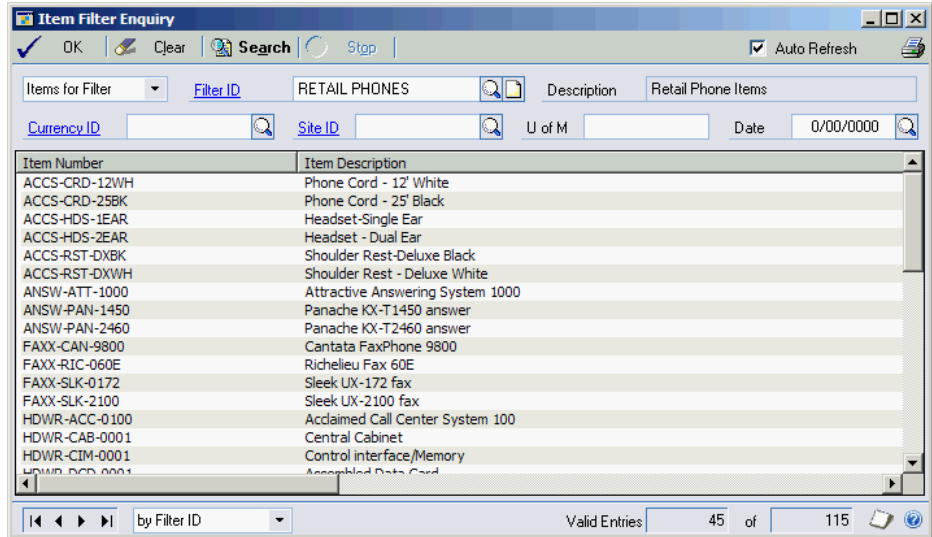 Item Filter Enquiry
OK Clear Search Stop Auto Refresh
Items for Filter Filter ID RETAIL PHONES Description Retail Phone Items
Currency ID Site ID U of M Date 0/00/0000
Item Number Item Description
ACCS-CRD-12WH Phone Cord - 12' White
ACCS-CRD-25BK Phone Cord - 25' Black
ACCS-HDS-1EAR Headset-Single Ear
ACCS-HDS-2EAR Headset - Dual Ear
ACCS-RST-DXBK Shoulder Rest-Deluxe Black
ACCS-RST-DXWH Shoulder Rest - Deluxe White
ANSW-ATT-1000 Attractive Answering System 1000
ANSW-PAN-1450 Panache KX-T1450 answer
ANSW-PAN-2460 Panache KX-T2460 answer
FAXX-CAN-9800 Cantata FaxPhone 9800
FAXX-RIC-060E Richelieu Fax 60E
FAXX-SLK-0172 Sleek UX-172 fax
FAXX-SLK-2100 Sleek UX-2100 fax
HDWR-ACC-0100 Acclaimed Call Center System 100
HDWR-CAB-0001 Central Cabinet
HDWR-CIM-0001 Control interface/Memory
HDWR-DCD-0001 Assembled Data Card
by Filter ID Valid Entries 45 of 115